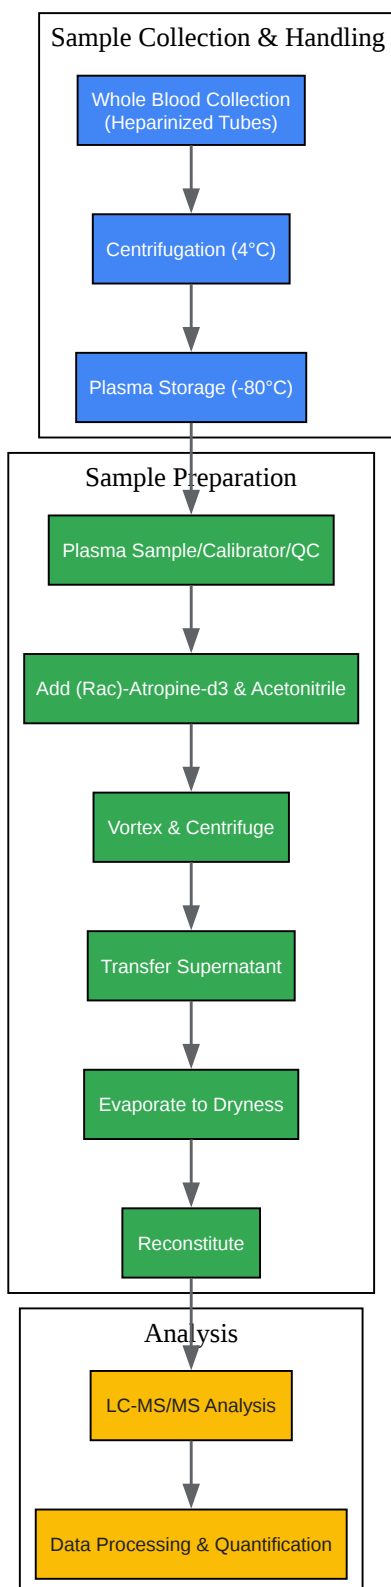 Sample Collection & Handling
Whole Blood Collection
(Heparinized Tubes)
Centrifugation (4°C)
Plasma Storage (-80°C)
Sample Preparation
Plasma Sample/Calibrator/QC
Add (Rac)-Atropine-d3 & Acetonitrile
Vortex & Centrifuge
Transfer Supernatant
Evaporate to Dryness
Reconstitute
Analysis
LC-MS/MS Analysis
Data Processing & Quantification